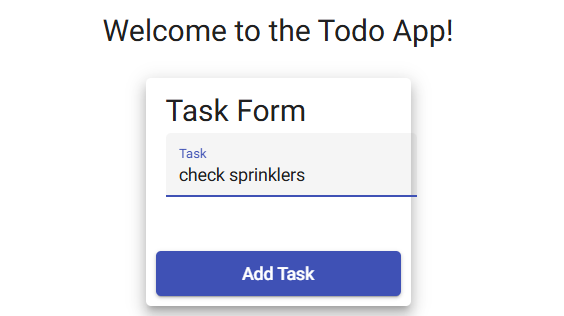 Welcome to the Todo App!
Task Form
Task
check sprinklers
Add Task